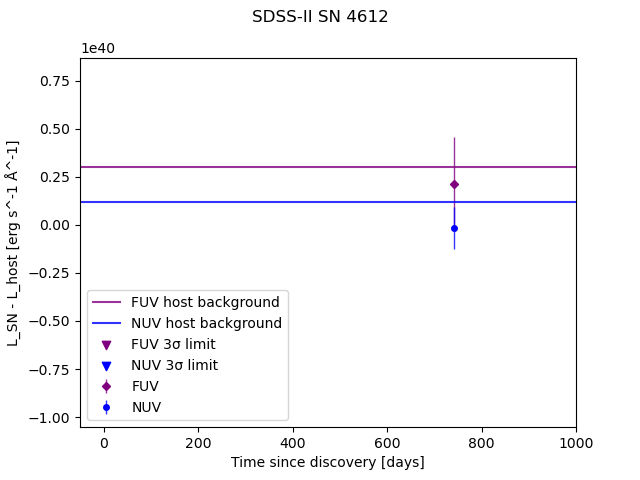 SDSS-II SN 4612
1e40
L_SN - L_host [erg s^-1 Å^-1]
0.75
0.50
0.25
0.00
−0.25
−0.50
−0.75
−1.00
FUV host background
NUV host background
FUV 3σ limit
NUV 3σ limit
FUV
NUV
0 200 400 600 800 1000
Time since discovery [days]